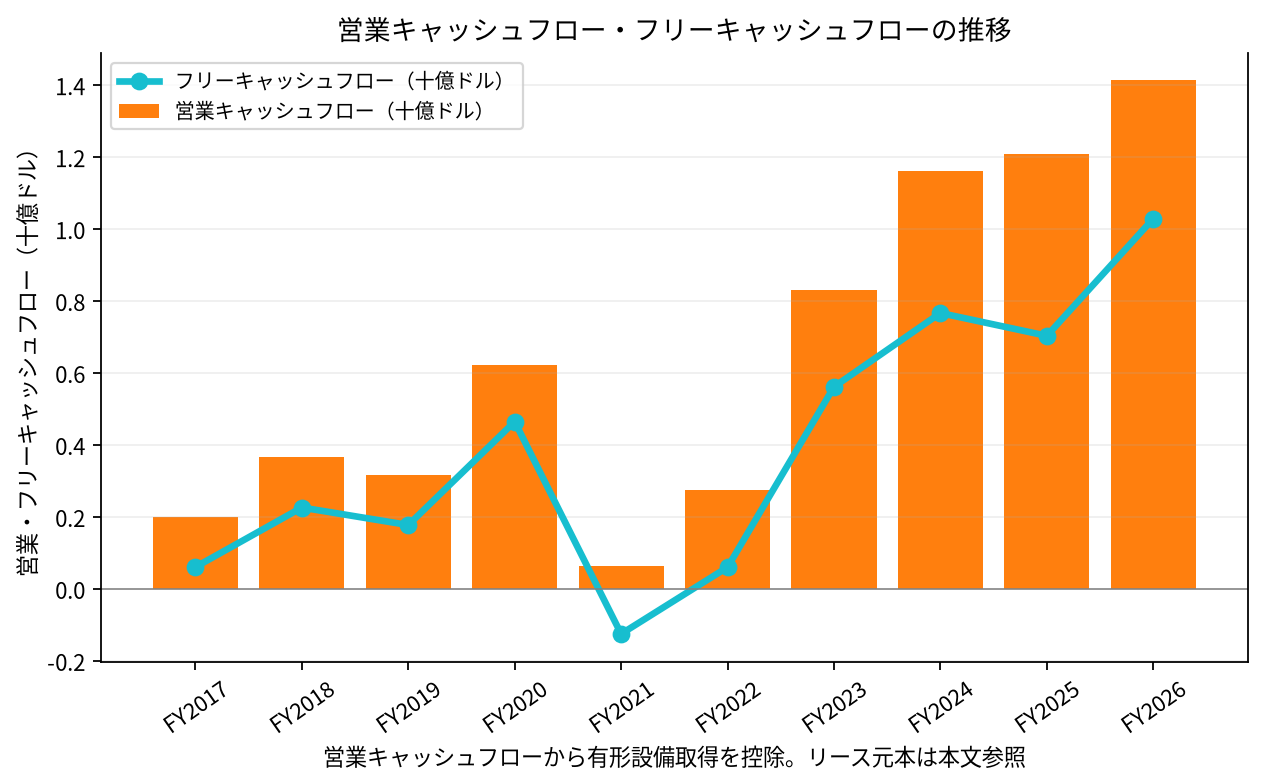 営業キャッシュフロー・フリーキャッシュフローの推移
フリーキャッシュフロー（十億ドル）
営業キャッシュフロー（十億ドル）
営業・フリーキャッシュフロー（十億ドル）
1.4
1.2
1.0
0.8
0.6
0.4
0.2
0.0
-0.2
FY2017
FY2018
FY2019
FY2020
FY2021
FY2022
FY2023
FY2024
FY2025
FY2026
営業キャッシュフローから有形設備取得を控除。リース元本は本文参照